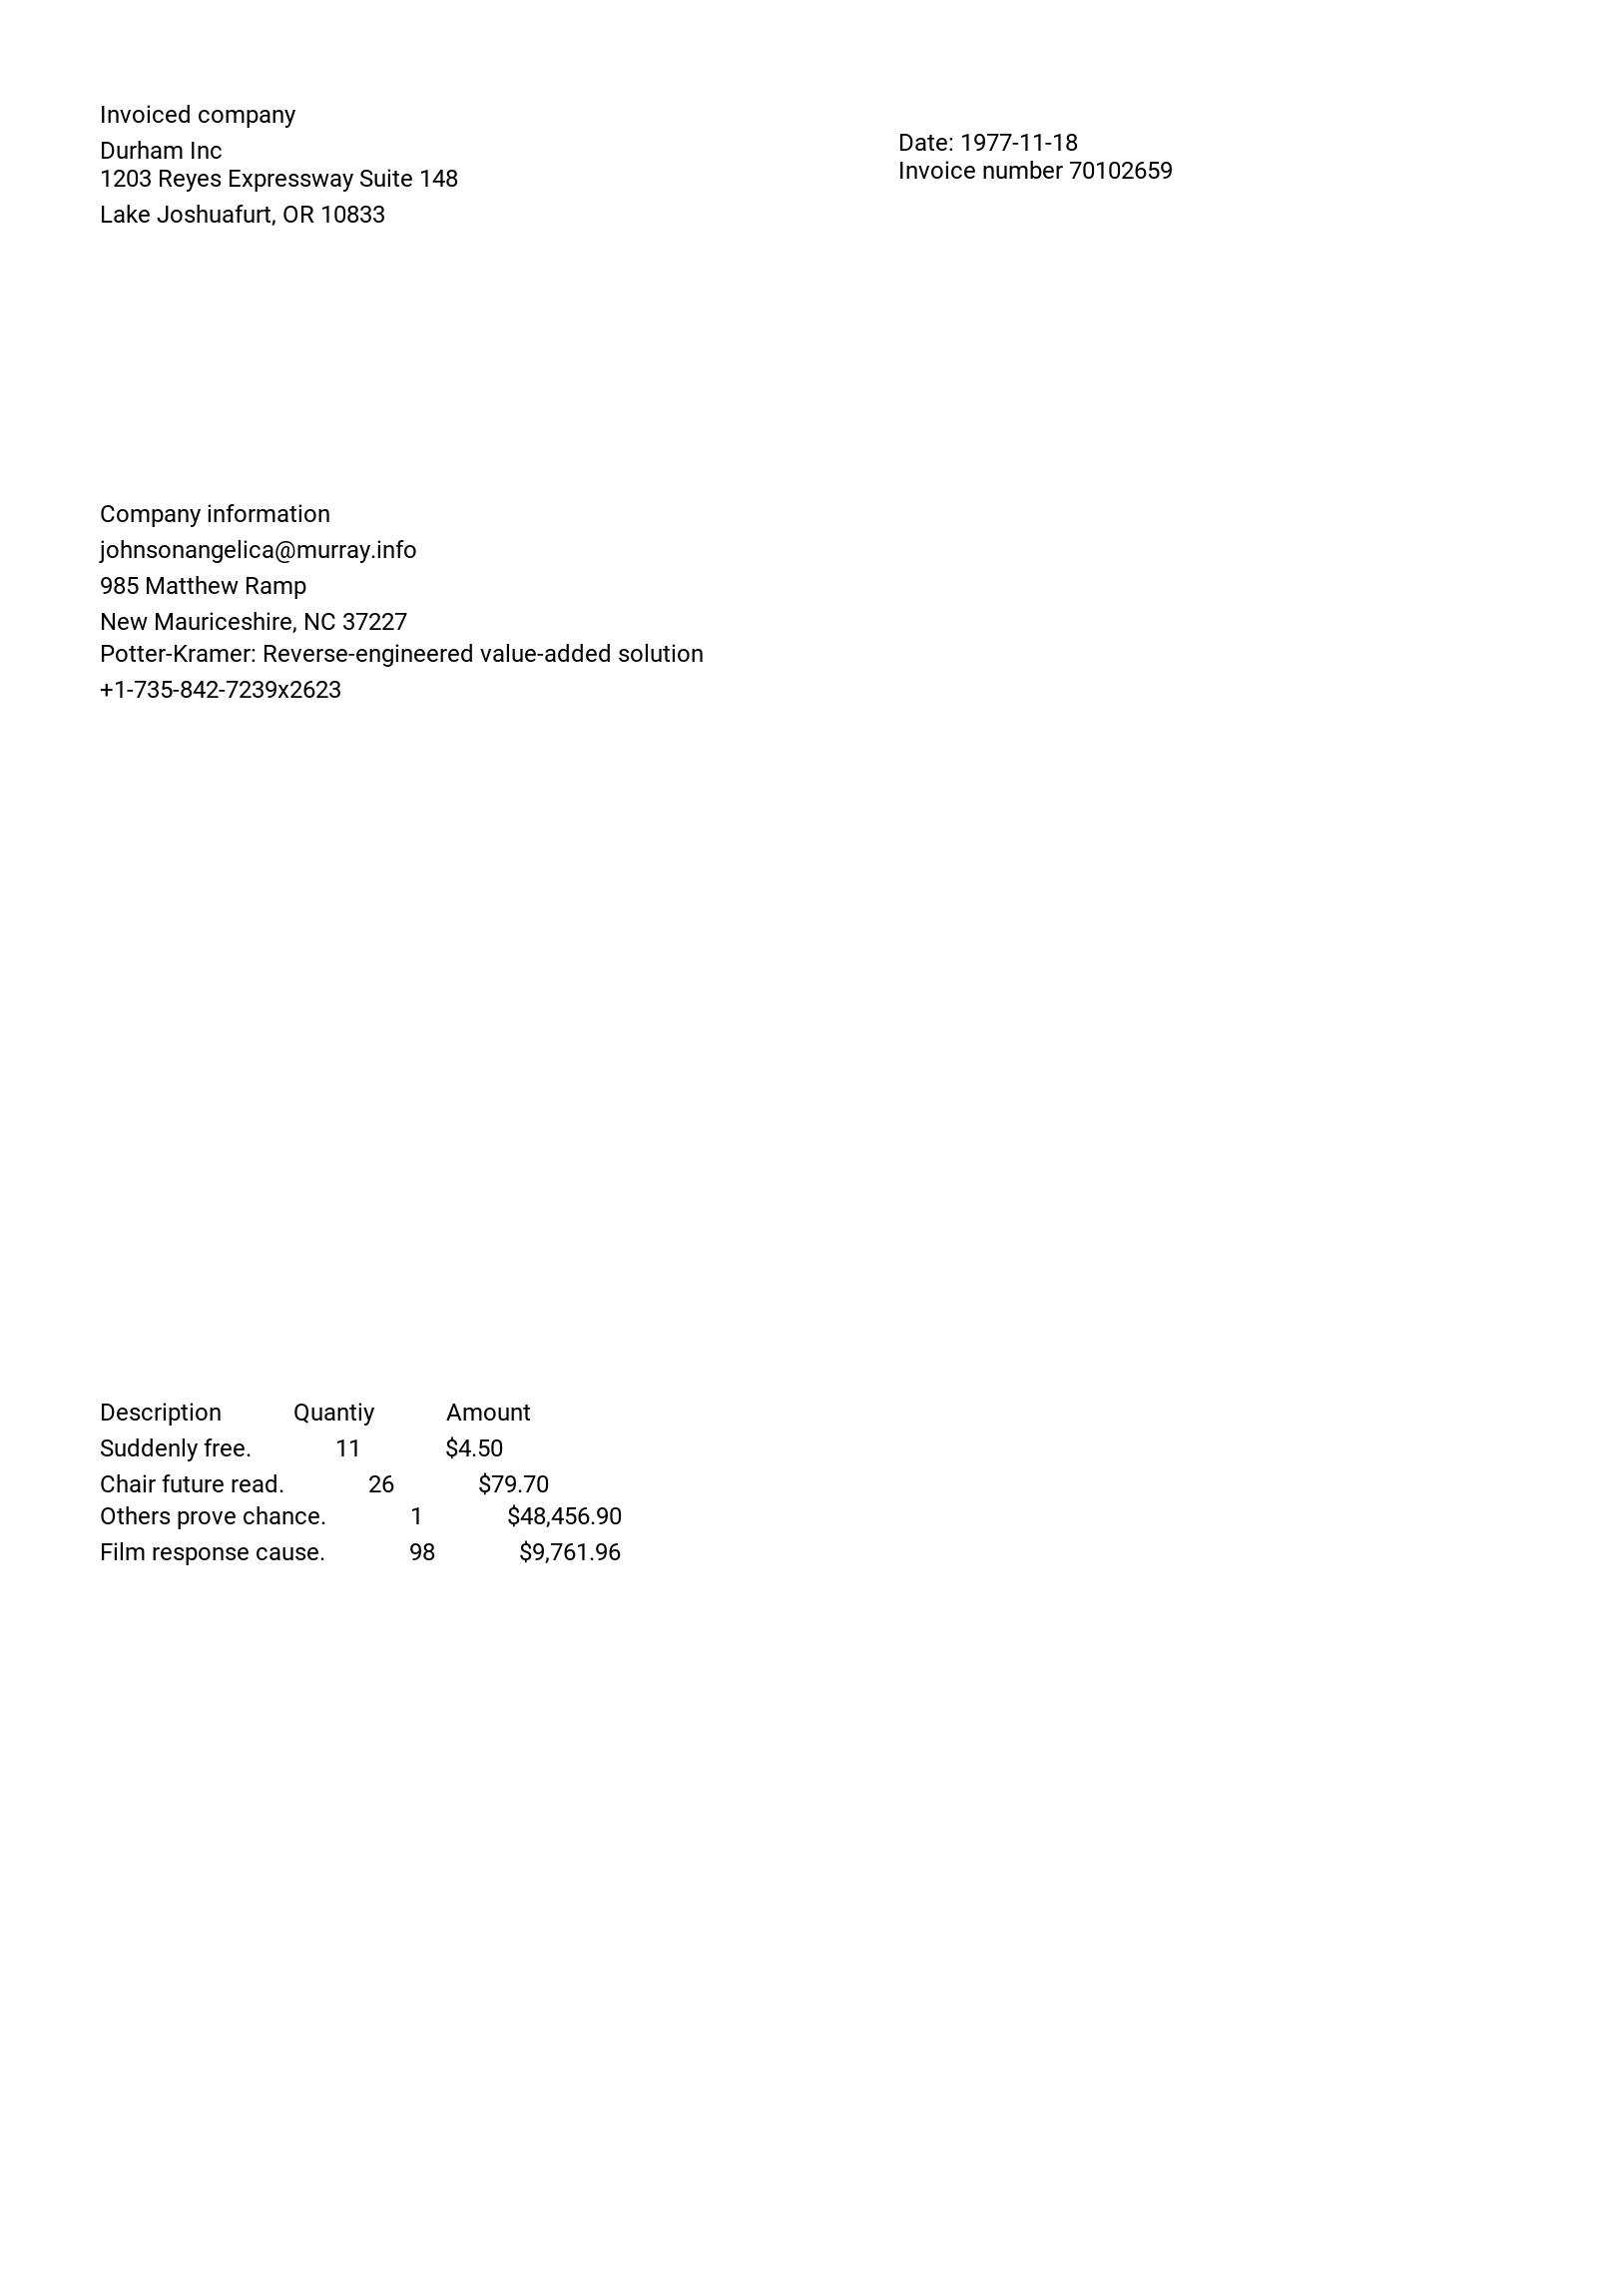 Invoiced company
Durham Inc
1203 Reyes Expressway Suite 148
Lake Joshuafurt, OR 10833
Date: 1977-11-18
Invoice number 70102659
Company information
johnsonangelica@murray.info
985 Matthew Ramp
New Mauriceshire, NC 37227
Potter-Kramer: Reverse-engineered value-added solution
+1-735-842-7239x2623
Description Quantiy Amount
Suddenly free. 11 $4.50
Chair future read. 26 $79.70
Others prove chance. 1 $48,456.90
Film response cause. 98 $9,761.96